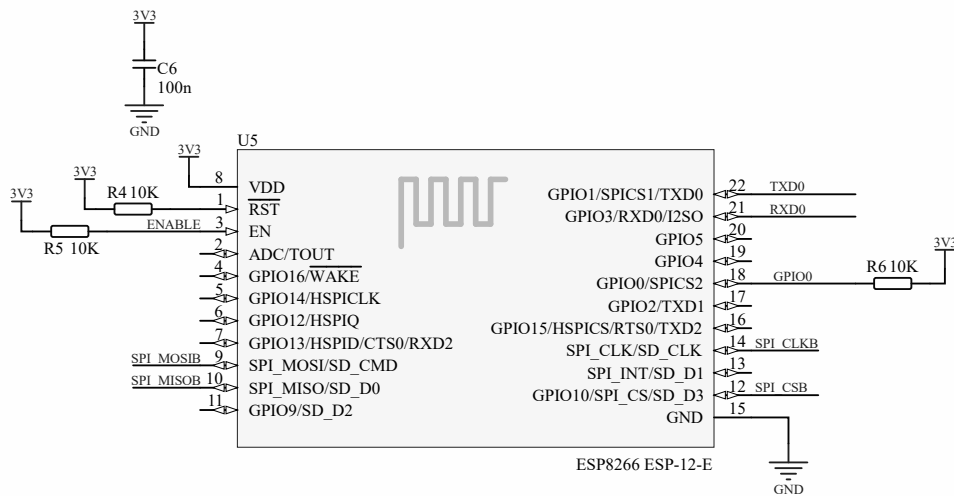 3V3
C6
100n
GND
U5
3V3
8
VDD
3V3
R4 10K
1
RST
3V3
R5 10K
ENABLE
3
EN
2
ADC/TOUT
4
GPIO16/WAKE
5
GPIO14/HSPICLK
6
GPIO12/HSPIQ
7
GPIO13/HSPID/CTS0/RXD2
SPI_MOSIB
9
SPI_MOSI/SD_CMD
SPI_MISOB
10
SPI_MISO/SD_D0
11
GPIO9/SD_D2
GPIO1/SPICS1/TXD0
22
TXD0
GPIO3/RXD0/I2SO
21
RXD0
GPIO5
20
GPIO4
19
GPIO0/SPICS2
18
GPIO0
R6 10K
3V3
GPIO2/TXD1
17
GPIO15/HSPICS/RTS0/TXD2
16
SPI_CLK/SD_CLK
14
SPI_CLKB
SPI_INT/SD_D1
13
GPIO10/SPI_CS/SD_D3
12
SPI_CSB
GND
15
GND
ESP8266 ESP-12-E